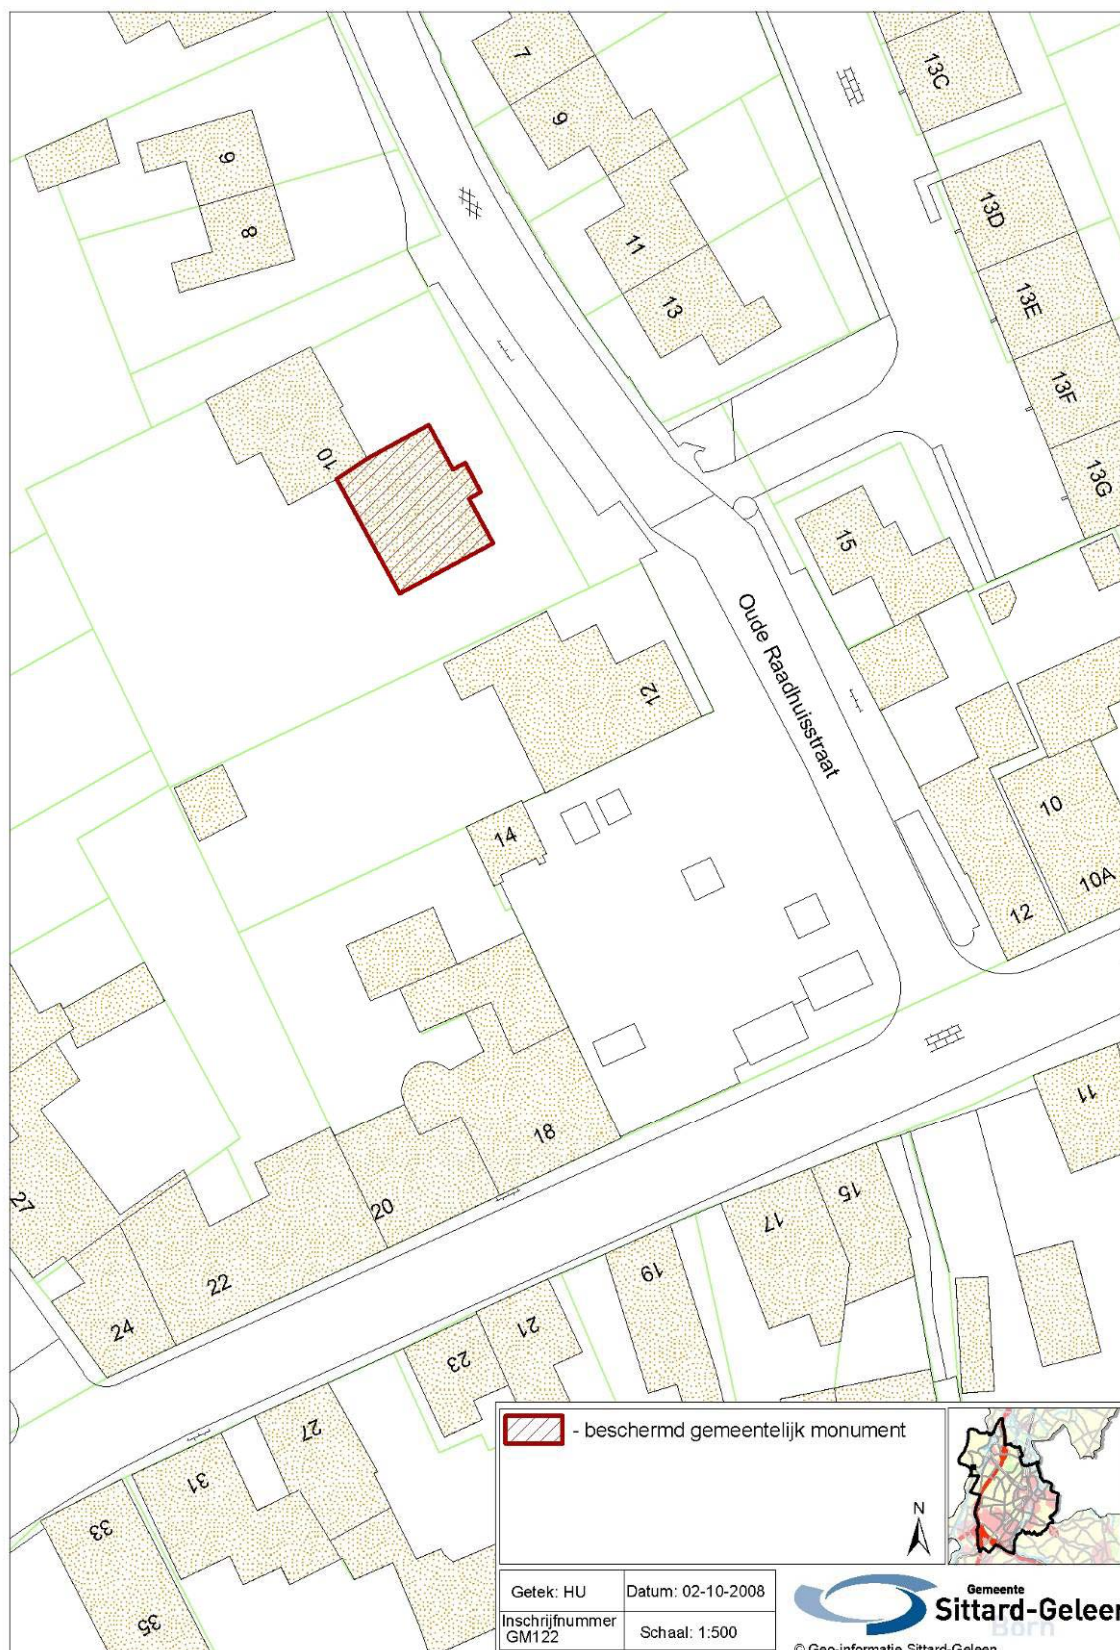 7
9
13C
9
8
11
13
13D
13E
13F
13G
10
15
12
Oude Raadhuisstraat
14
10
10A
12
18
11
27
20
22
24
15
17
19
21
23
27
31
33
35
- beschermd gemeentelijk monument
N
Getek: HU
Datum: 02-10-2008
Inschrijfnummer
GM122
Schaal: 1:500
Gemeente
Sittard-Geleen
Born
© Geo-informatie Sittard-Geleen